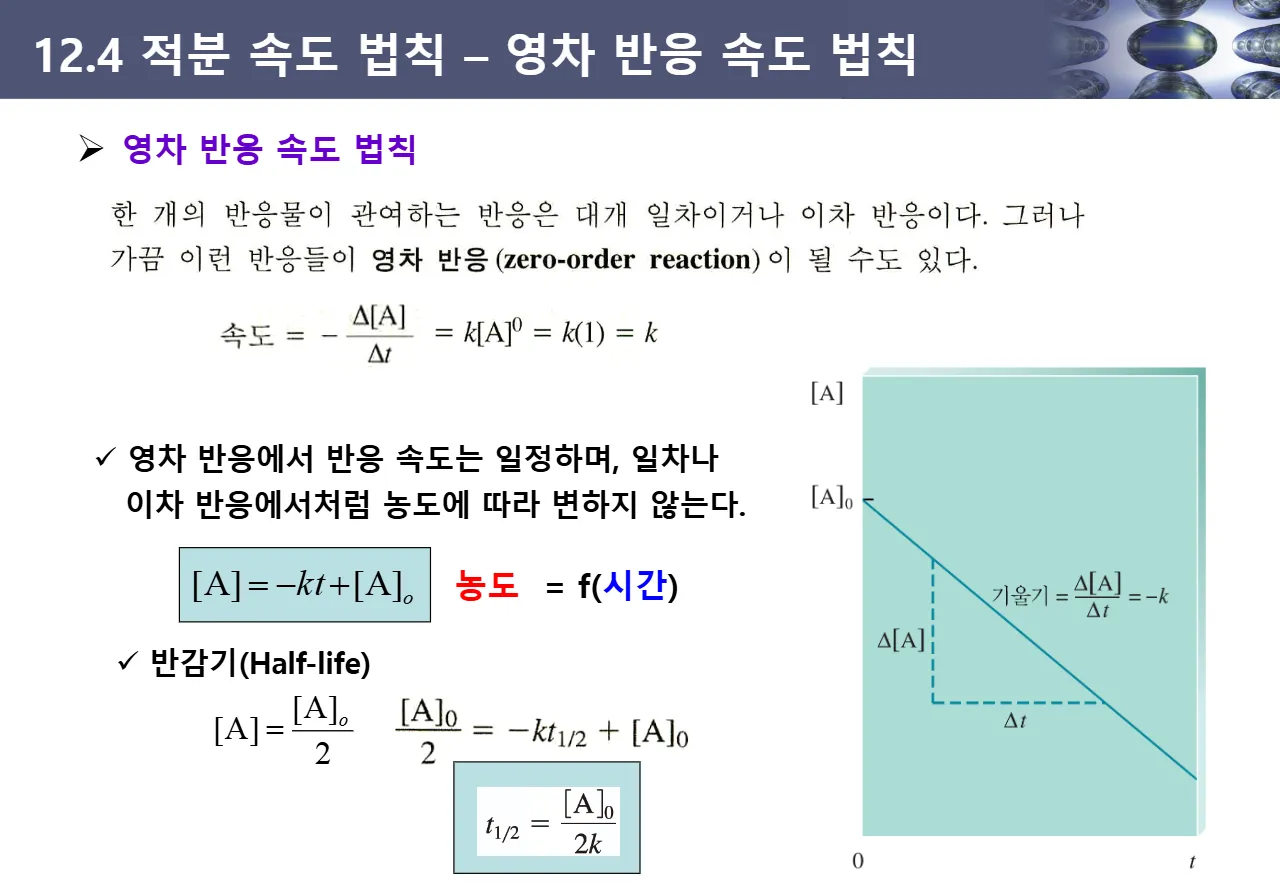 12.4 적분 속도 법칙 – 영차 반응 속도 법칙
➢ 영차 반응 속도 법칙
한 개의 반응물이 관여하는 반응은 대개 일차이거나 이차 반응이다. 그러나
가끔 이런 반응들이 영차 반응(zero-order reaction)이 될 수도 있다.
속도 = − Δ[A]/Δt = k[A]⁰ = k(1) = k
✓ 영차 반응에서 반응 속도는 일정하며, 일차나
이차 반응에서처럼 농도에 따라 변하지 않는다.
[A] = −kt + [A]ₒ 농도 = f(시간)
✓ 반감기(Half-life)
[A] = [A]ₒ/2 [A]₀/2 = −kt₁/₂ + [A]₀
t₁/₂ = [A]₀/2k
[A]
[A]₀
기울기 = Δ[A]/Δt = −k
Δ[A]
Δt
0 t